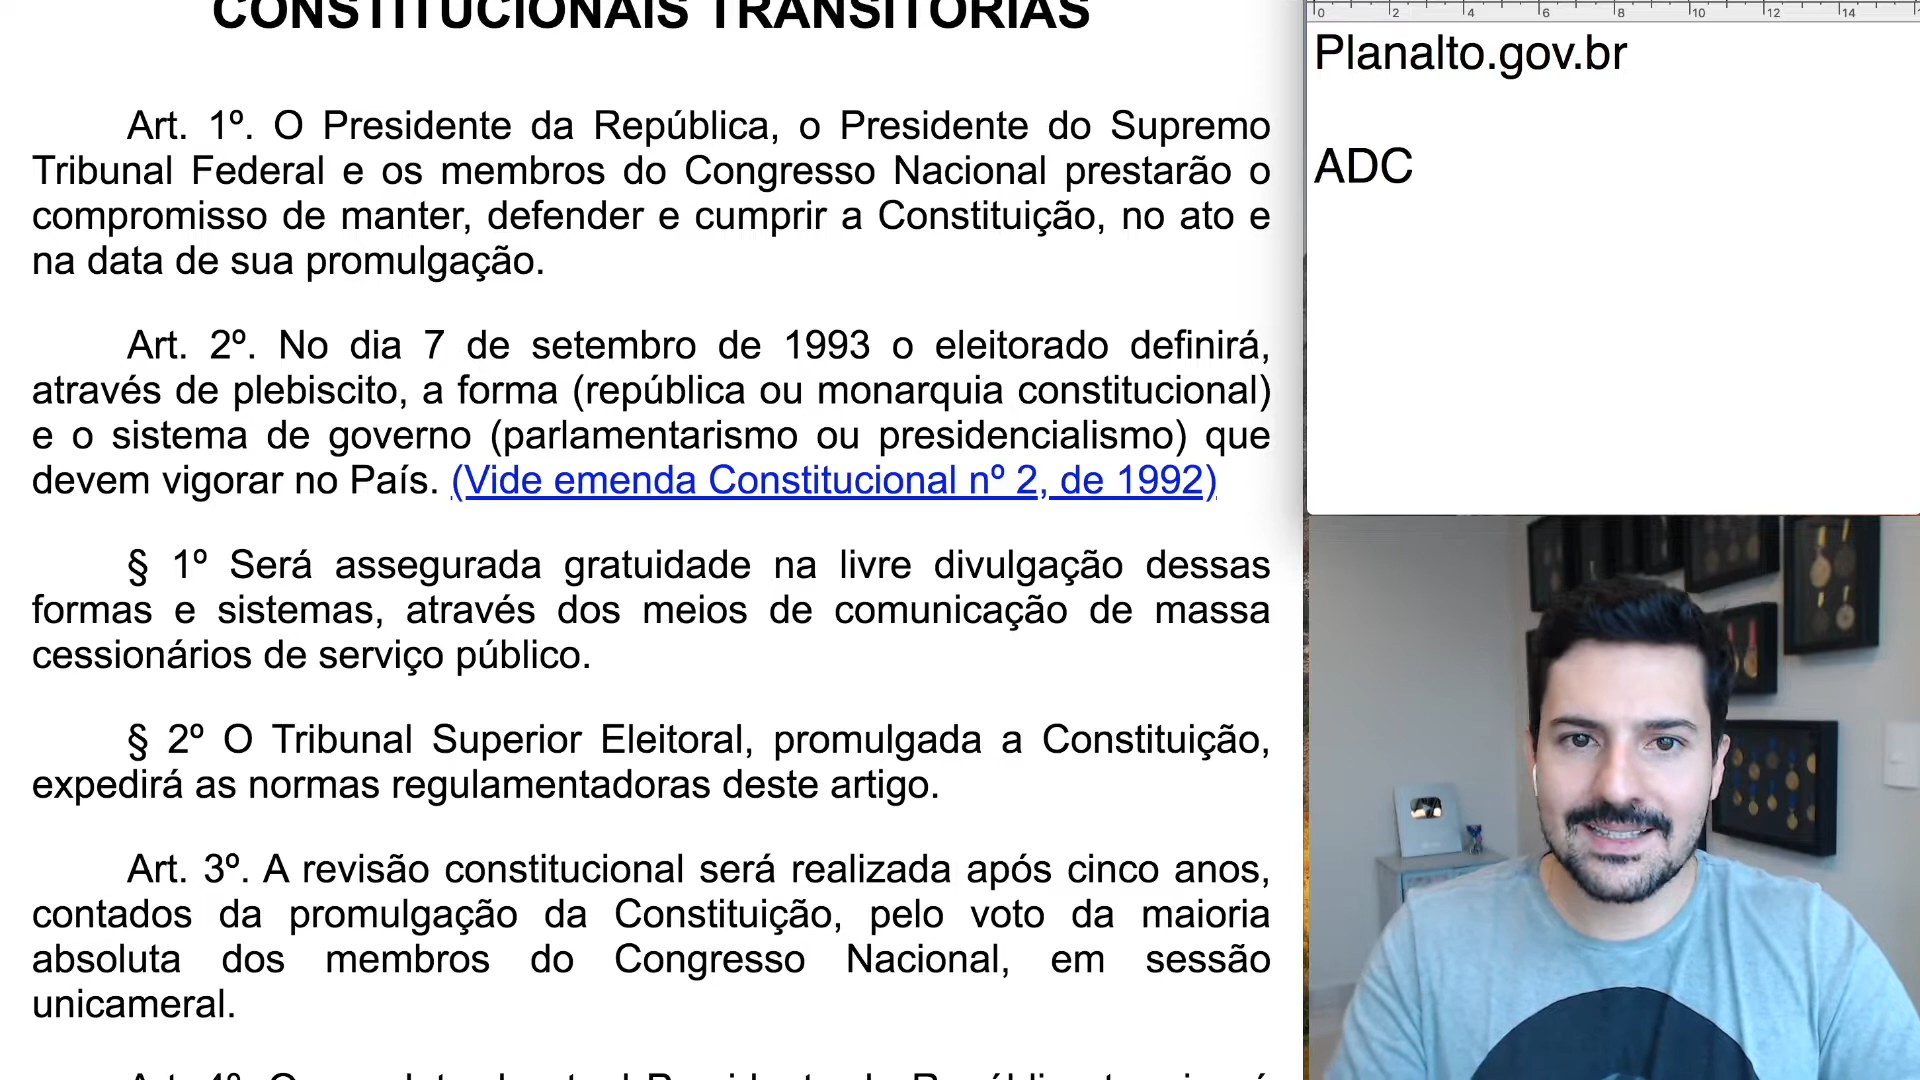 CONSTITUCIONAIS TRANSITÓRIAS
Art. 1º. O Presidente da República, o Presidente do Supremo
Tribunal Federal e os membros do Congresso Nacional prestarão o
compromisso de manter, defender e cumprir a Constituição, no ato e
na data de sua promulgação.
Art. 2º. No dia 7 de setembro de 1993 o eleitorado definirá,
através de plebiscito, a forma (república ou monarquia constitucional)
e o sistema de governo (parlamentarismo ou presidencialismo) que
devem vigorar no País. (Vide emenda Constitucional nº 2, de 1992)
§ 1º Será assegurada gratuidade na livre divulgação dessas
formas e sistemas, através dos meios de comunicação de massa
cessionários de serviço público.
§ 2º O Tribunal Superior Eleitoral, promulgada a Constituição,
expedirá as normas regulamentadoras deste artigo.
Art. 3º. A revisão constitucional será realizada após cinco anos,
contados da promulgação da Constituição, pelo voto da maioria
absoluta dos membros do Congresso Nacional, em sessão
unicameral.
0 2 4 6 8 10 12 14
Planalto.gov.br
ADC